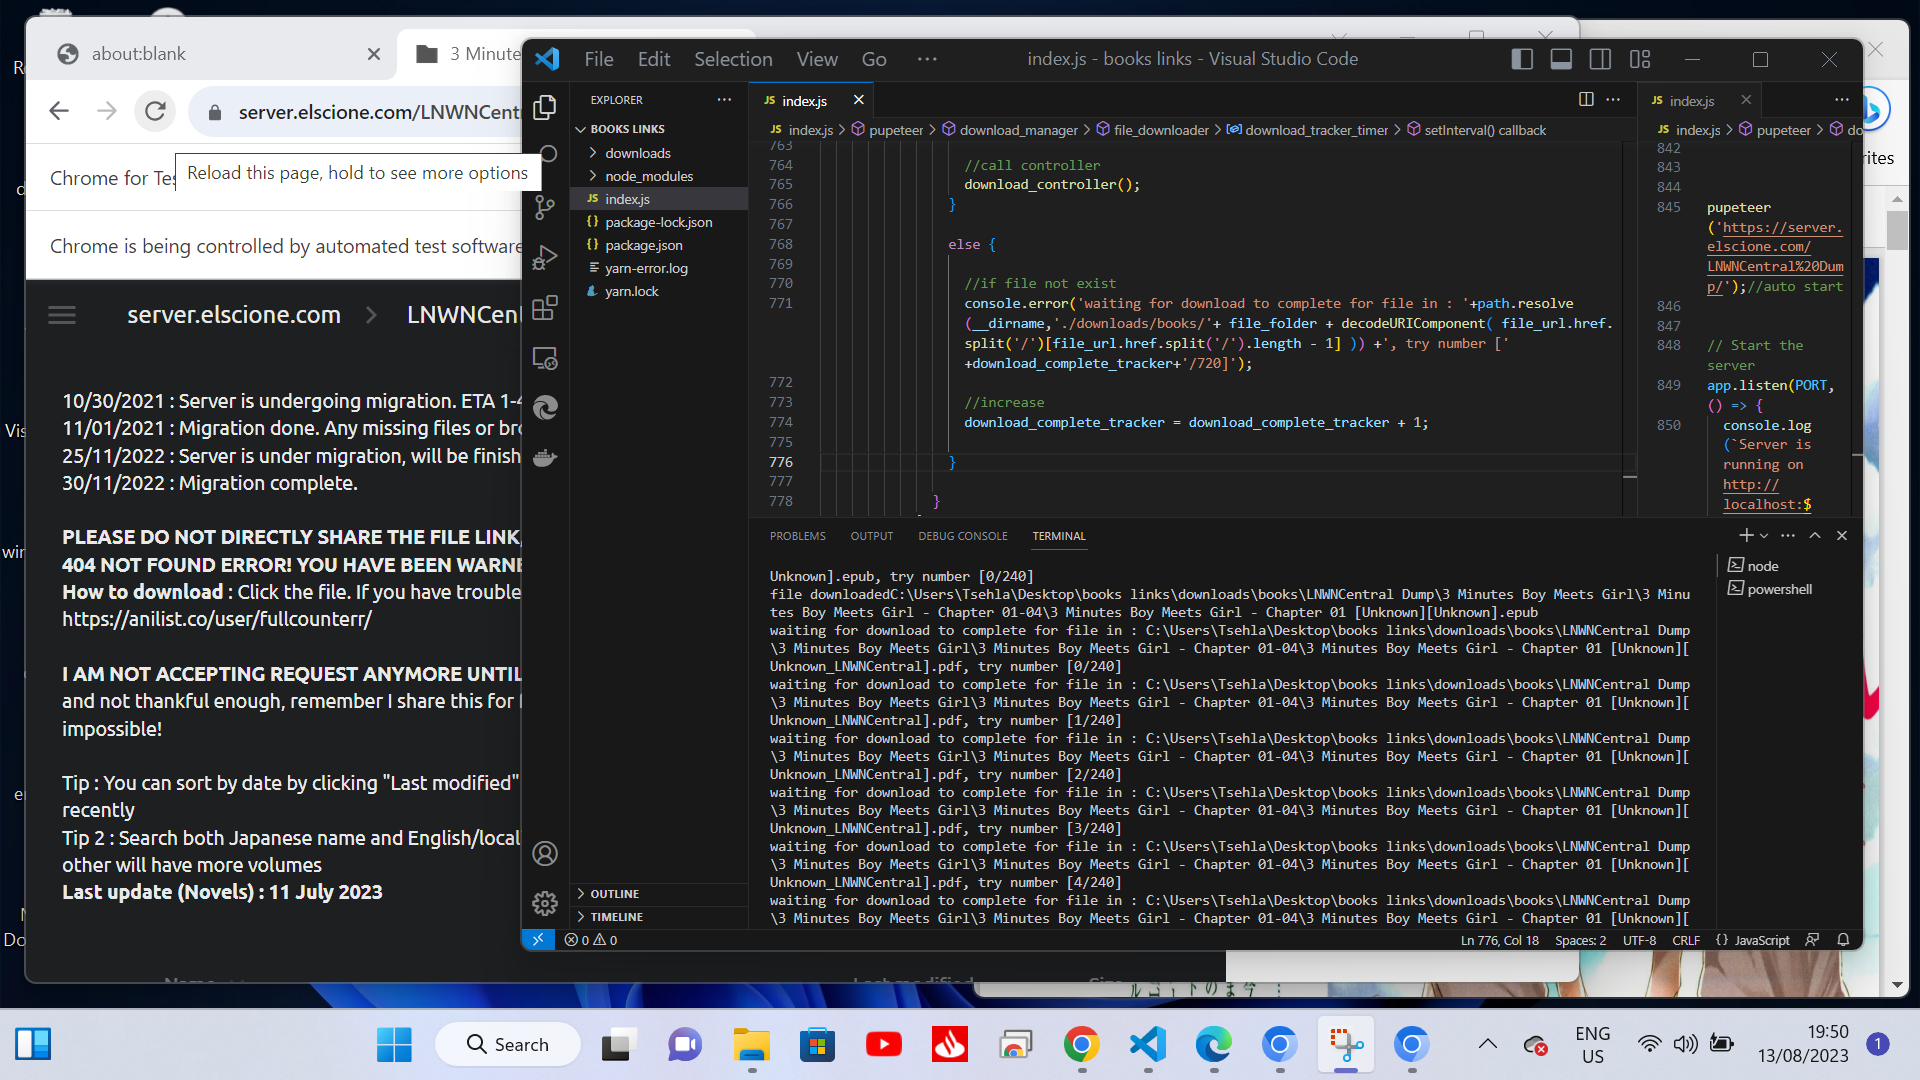 about:blank
3 Minute
server.elscione.com/LNWNCentr
Chrome for Tes
Reload this page, hold to see more options
Chrome is being controlled by automated test software
server.elscione.com
LNWNCent
10/30/2021 : Server is undergoing migration. ETA 1-4
11/01/2021 : Migration done. Any missing files or bro
25/11/2022 : Server is under migration, will be finish
30/11/2022 : Migration complete.
PLEASE DO NOT DIRECTLY SHARE THE FILE LINK,
404 NOT FOUND ERROR! YOU HAVE BEEN WARNE
How to download : Click the file. If you have trouble
https://anilist.co/user/fullcounterr/
I AM NOT ACCEPTING REQUEST ANYMORE UNTIL
and not thankful enough, remember I share this for f
impossible!
Tip : You can sort by date by clicking "Last modified"
recently
Tip 2 : Search both Japanese name and English/local
other will have more volumes
Last update (Novels) : 11 July 2023
File Edit Selection View Go ···
index.js - books links - Visual Studio Code
EXPLORER
BOOKS LINKS
downloads
node_modules
JS index.js
{} package-lock.json
{} package.json
yarn-error.log
yarn.lock
OUTLINE
TIMELINE
JS index.js
JS index.js > pupeteer > download_manager > file_downloader > download_tracker_timer > setInterval() callback
763
764 //call controller
765 download_controller();
766 }
767
768 else {
769
770 //if file not exist
771 console.error('waiting for download to complete for file in : '+path.resolve
(__dirname,'./downloads/books/'+ file_folder + decodeURIComponent( file_url.href.
split('/')[file_url.href.split('/').length - 1] )) +', try number ['
+download_complete_tracker+'/720]');
772
773 //increase
774 download_complete_tracker = download_complete_tracker + 1;
775
776 }
777
778 }
JS index.js
JS index.js > pupeteer > do
842
843
844
845 pupeteer
('https://server.
elscione.com/
LNWNCentral%20Dum
p/');//auto start
846
847
848 // Start the
server
849 app.listen(PORT,
() => {
850 console.log
(`Server is
running on
http://
localhost:$
PROBLEMS OUTPUT DEBUG CONSOLE TERMINAL
Unknown].epub, try number [0/240]
file downloadedC:\Users\Tsehla\Desktop\books links\downloads\books\LNWNCentral Dump\3 Minutes Boy Meets Girl\3 Minu
tes Boy Meets Girl - Chapter 01-04\3 Minutes Boy Meets Girl - Chapter 01 [Unknown][Unknown].epub
waiting for download to complete for file in : C:\Users\Tsehla\Desktop\books links\downloads\books\LNWNCentral Dump
\3 Minutes Boy Meets Girl\3 Minutes Boy Meets Girl - Chapter 01-04\3 Minutes Boy Meets Girl - Chapter 01 [Unknown][
Unknown_LNWNCentral].pdf, try number [0/240]
waiting for download to complete for file in : C:\Users\Tsehla\Desktop\books links\downloads\books\LNWNCentral Dump
\3 Minutes Boy Meets Girl\3 Minutes Boy Meets Girl - Chapter 01-04\3 Minutes Boy Meets Girl - Chapter 01 [Unknown][
Unknown_LNWNCentral].pdf, try number [1/240]
waiting for download to complete for file in : C:\Users\Tsehla\Desktop\books links\downloads\books\LNWNCentral Dump
\3 Minutes Boy Meets Girl\3 Minutes Boy Meets Girl - Chapter 01-04\3 Minutes Boy Meets Girl - Chapter 01 [Unknown][
Unknown_LNWNCentral].pdf, try number [2/240]
waiting for download to complete for file in : C:\Users\Tsehla\Desktop\books links\downloads\books\LNWNCentral Dump
\3 Minutes Boy Meets Girl\3 Minutes Boy Meets Girl - Chapter 01-04\3 Minutes Boy Meets Girl - Chapter 01 [Unknown][
Unknown_LNWNCentral].pdf, try number [3/240]
waiting for download to complete for file in : C:\Users\Tsehla\Desktop\books links\downloads\books\LNWNCentral Dump
\3 Minutes Boy Meets Girl\3 Minutes Boy Meets Girl - Chapter 01-04\3 Minutes Boy Meets Girl - Chapter 01 [Unknown][
Unknown_LNWNCentral].pdf, try number [4/240]
waiting for download to complete for file in : C:\Users\Tsehla\Desktop\books links\downloads\books\LNWNCentral Dump
\3 Minutes Boy Meets Girl\3 Minutes Boy Meets Girl - Chapter 01-04\3 Minutes Boy Meets Girl - Chapter 01 [Unknown][
node
powershell
0 0
Ln 776, Col 18 Spaces: 2 UTF-8 CRLF {} JavaScript
rites
Search
ENG
US
19:50
13/08/2023
1